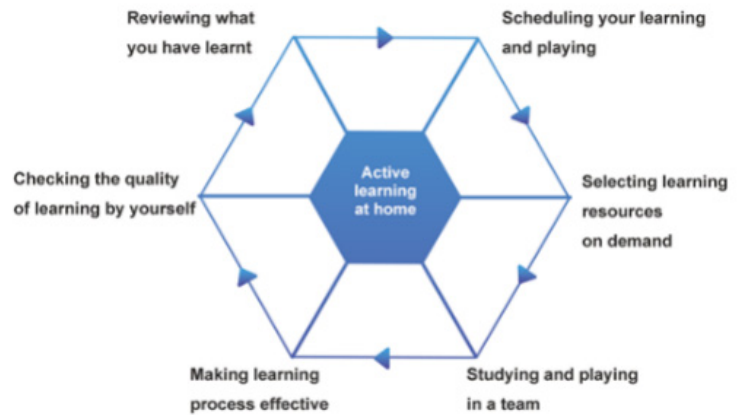 Reviewing what
you have learnt
Scheduling your learning
and playing
Checking the quality
of learning by yourself
Active
learning
at home
Selecting learning
resources
on demand
Making learning
process effective
Studying and playing
in a team